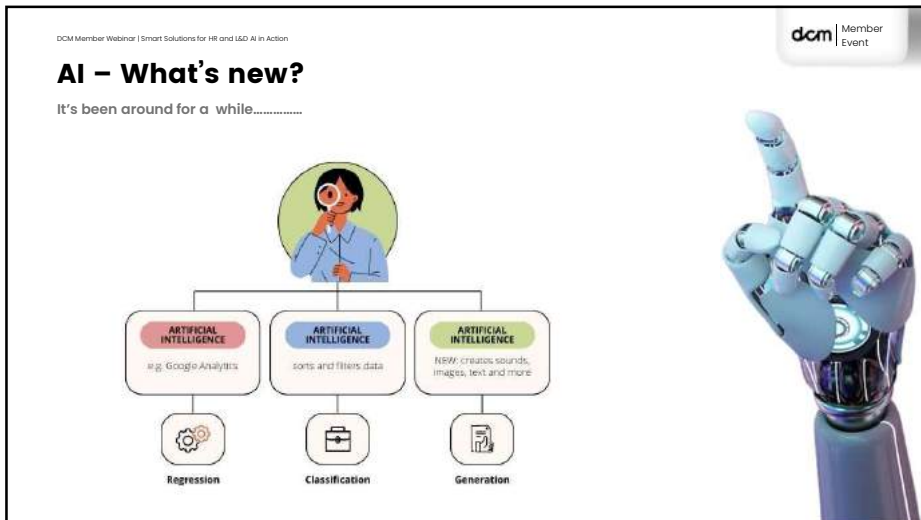 DCM Member Webinar | Smart Solutions for HR and L&D AI in Action
dcm
Member
Event
AI – What's new?
It's been around for a while...............
ARTIFICIAL
INTELLIGENCE
e.g. Google Analytics
ARTIFICIAL
INTELLIGENCE
sorts and filters data
ARTIFICIAL
INTELLIGENCE
NEW: creates sounds,
images, text and more
Regression
Classification
Generation